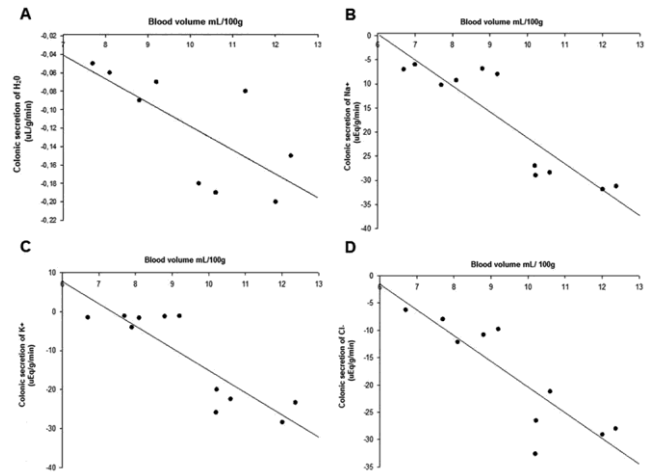 A
Blood volume mL/100g
-0,02
7 8 9 10 11 12 13
-0,04
-0,06
-0,08
-0,10
-0,12
-0,14
-0,16
-0,18
-0,20
-0,22
Colonic secretion of H20
(uL/g/min)
B
Blood volume mL/100g
0
6 7 8 9 10 11 12 13
-5
-10
-15
-20
-25
-30
-35
-40
Colonic secretion of Na+
(uEq/g/min)
C
Blood volume mL/100g
10
0
6 7 8 9 10 11 12 13
-10
-20
-30
-40
Colonic secretion of K+
(uEq/g/min)
D
Blood volume mL/ 100g
0
6 7 8 9 10 11 12 13
-5
-10
-15
-20
-25
-30
-35
Colonic secretion of Cl-
(uEq/g/min)